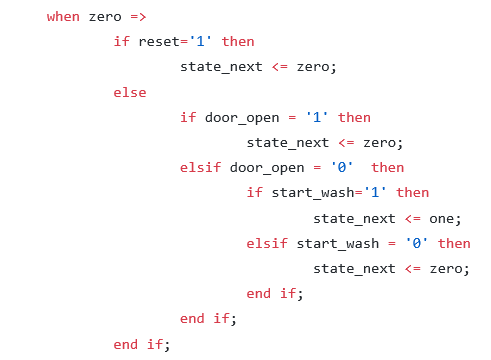 when zero =>
if reset='1' then
state_next <= zero;
else
if door_open = '1' then
state_next <= zero;
elsif door_open = '0'  then
if start_wash='1' then
state_next <= one;
elsif start_wash = '0' then
state_next <= zero;
end if;
end if;
end if;